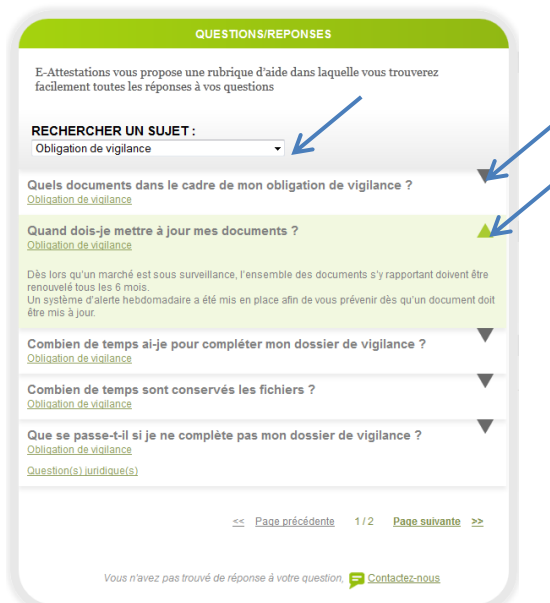 QUESTIONS/REPONSES
E-Attestations vous propose une rubrique d'aide dans laquelle vous trouverez
facilement toutes les réponses à vos questions
RECHERCHER UN SUJET :
Obligation de vigilance
Quels documents dans le cadre de mon obligation de vigilance ?
Obligation de vigilance
Quand dois-je mettre à jour mes documents ?
Obligation de vigilance
Dès lors qu'un marché est sous surveillance, l'ensemble des documents s'y rapportant doivent être
renouvelé tous les 6 mois.
Un système d'alerte hebdomadaire a été mis en place afin de vous prévenir dès qu'un document doit
être mis à jour.
Combien de temps ai-je pour compléter mon dossier de vigilance ?
Obligation de vigilance
Combien de temps sont conservés les fichiers ?
Obligation de vigilance
Que se passe-t-il si je ne complète pas mon dossier de vigilance ?
Obligation de vigilance
Question(s) juridique(s)
<< Page précédente 1 / 2 Page suivante >>
Vous n'avez pas trouvé de réponse à votre question, Contactez-nous